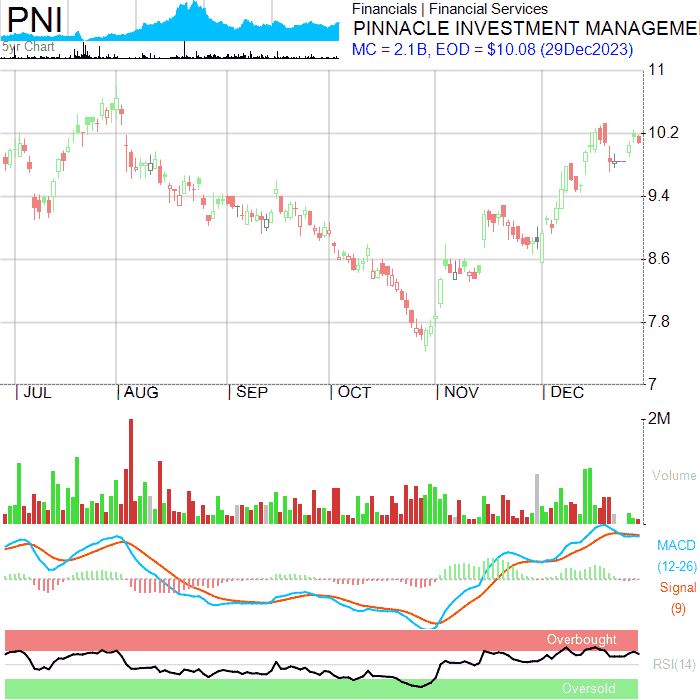 PNI
5yr Chart
Financials | Financial Services
PINNACLE INVESTMENT MANAGEME
MC = 2.1B, EOD = $10.08 (29Dec2023)
11
10.2
9.4
8.6
7.8
7
JUL
AUG
SEP
OCT
NOV
DEC
2M
Volume
MACD
(12-26)
Signal
(9)
Overbought
RSI(14)
Oversold